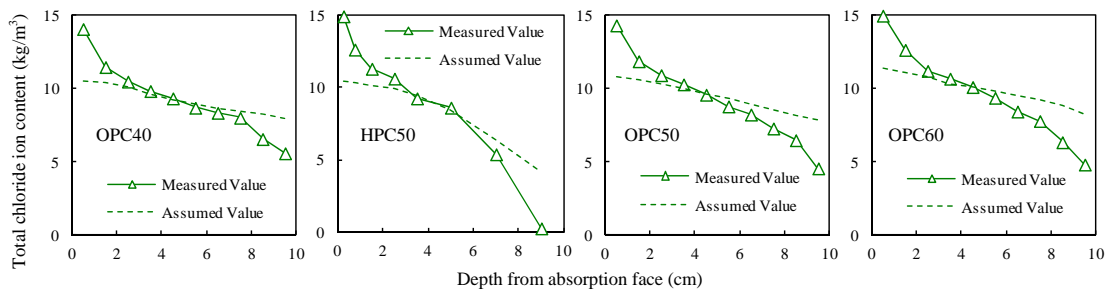 Total chloride ion content (kg/m³)
15
10
5
0
OPC40
Measured Value
Assumed Value
0 2 4 6 8 10
15
10
5
0
Measured Value
Assumed Value
HPC50
0 2 4 6 8 10
15
10
5
0
OPC50
Measured Value
Assumed Value
0 2 4 6 8 10
15
10
5
0
OPC60
Measured Value
Assumed Value
0 2 4 6 8 10
Depth from absorption face (cm)